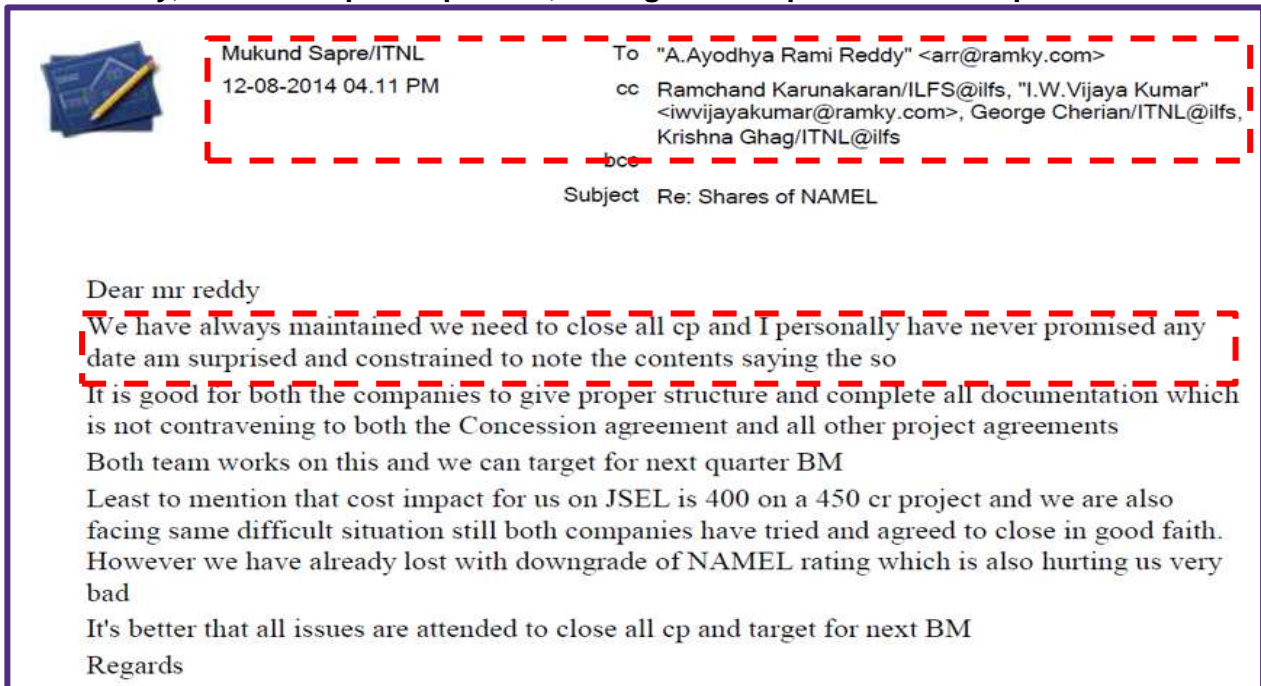 Mukund Sapre/ITNL
12-08-2014 04.11 PM
To "A.Ayodhya Rami Reddy" <arr@ramky.com>
cc Ramchand Karunakaran/ILFS@ilfs, "I.W.Vijaya Kumar"
<iwvijayakumar@ramky.com>, George Cherian/ITNL@ilfs,
Krishna Ghag/ITNL@ilfs
bcc
Subject Re: Shares of NAMEL
Dear mr reddy
We have always maintained we need to close all cp and I personally have never promised any
date am surprised and constrained to note the contents saying the so
It is good for both the companies to give proper structure and complete all documentation which
is not contravening to both the Concession agreement and all other project agreements
Both team works on this and we can target for next quarter BM
Least to mention that cost impact for us on JSEL is 400 on a 450 cr project and we are also
facing same difficult situation still both companies have tried and agreed to close in good faith.
However we have already lost with downgrade of NAMEL rating which is also hurting us very
bad
It's better that all issues are attended to close all cp and target for next BM
Regards